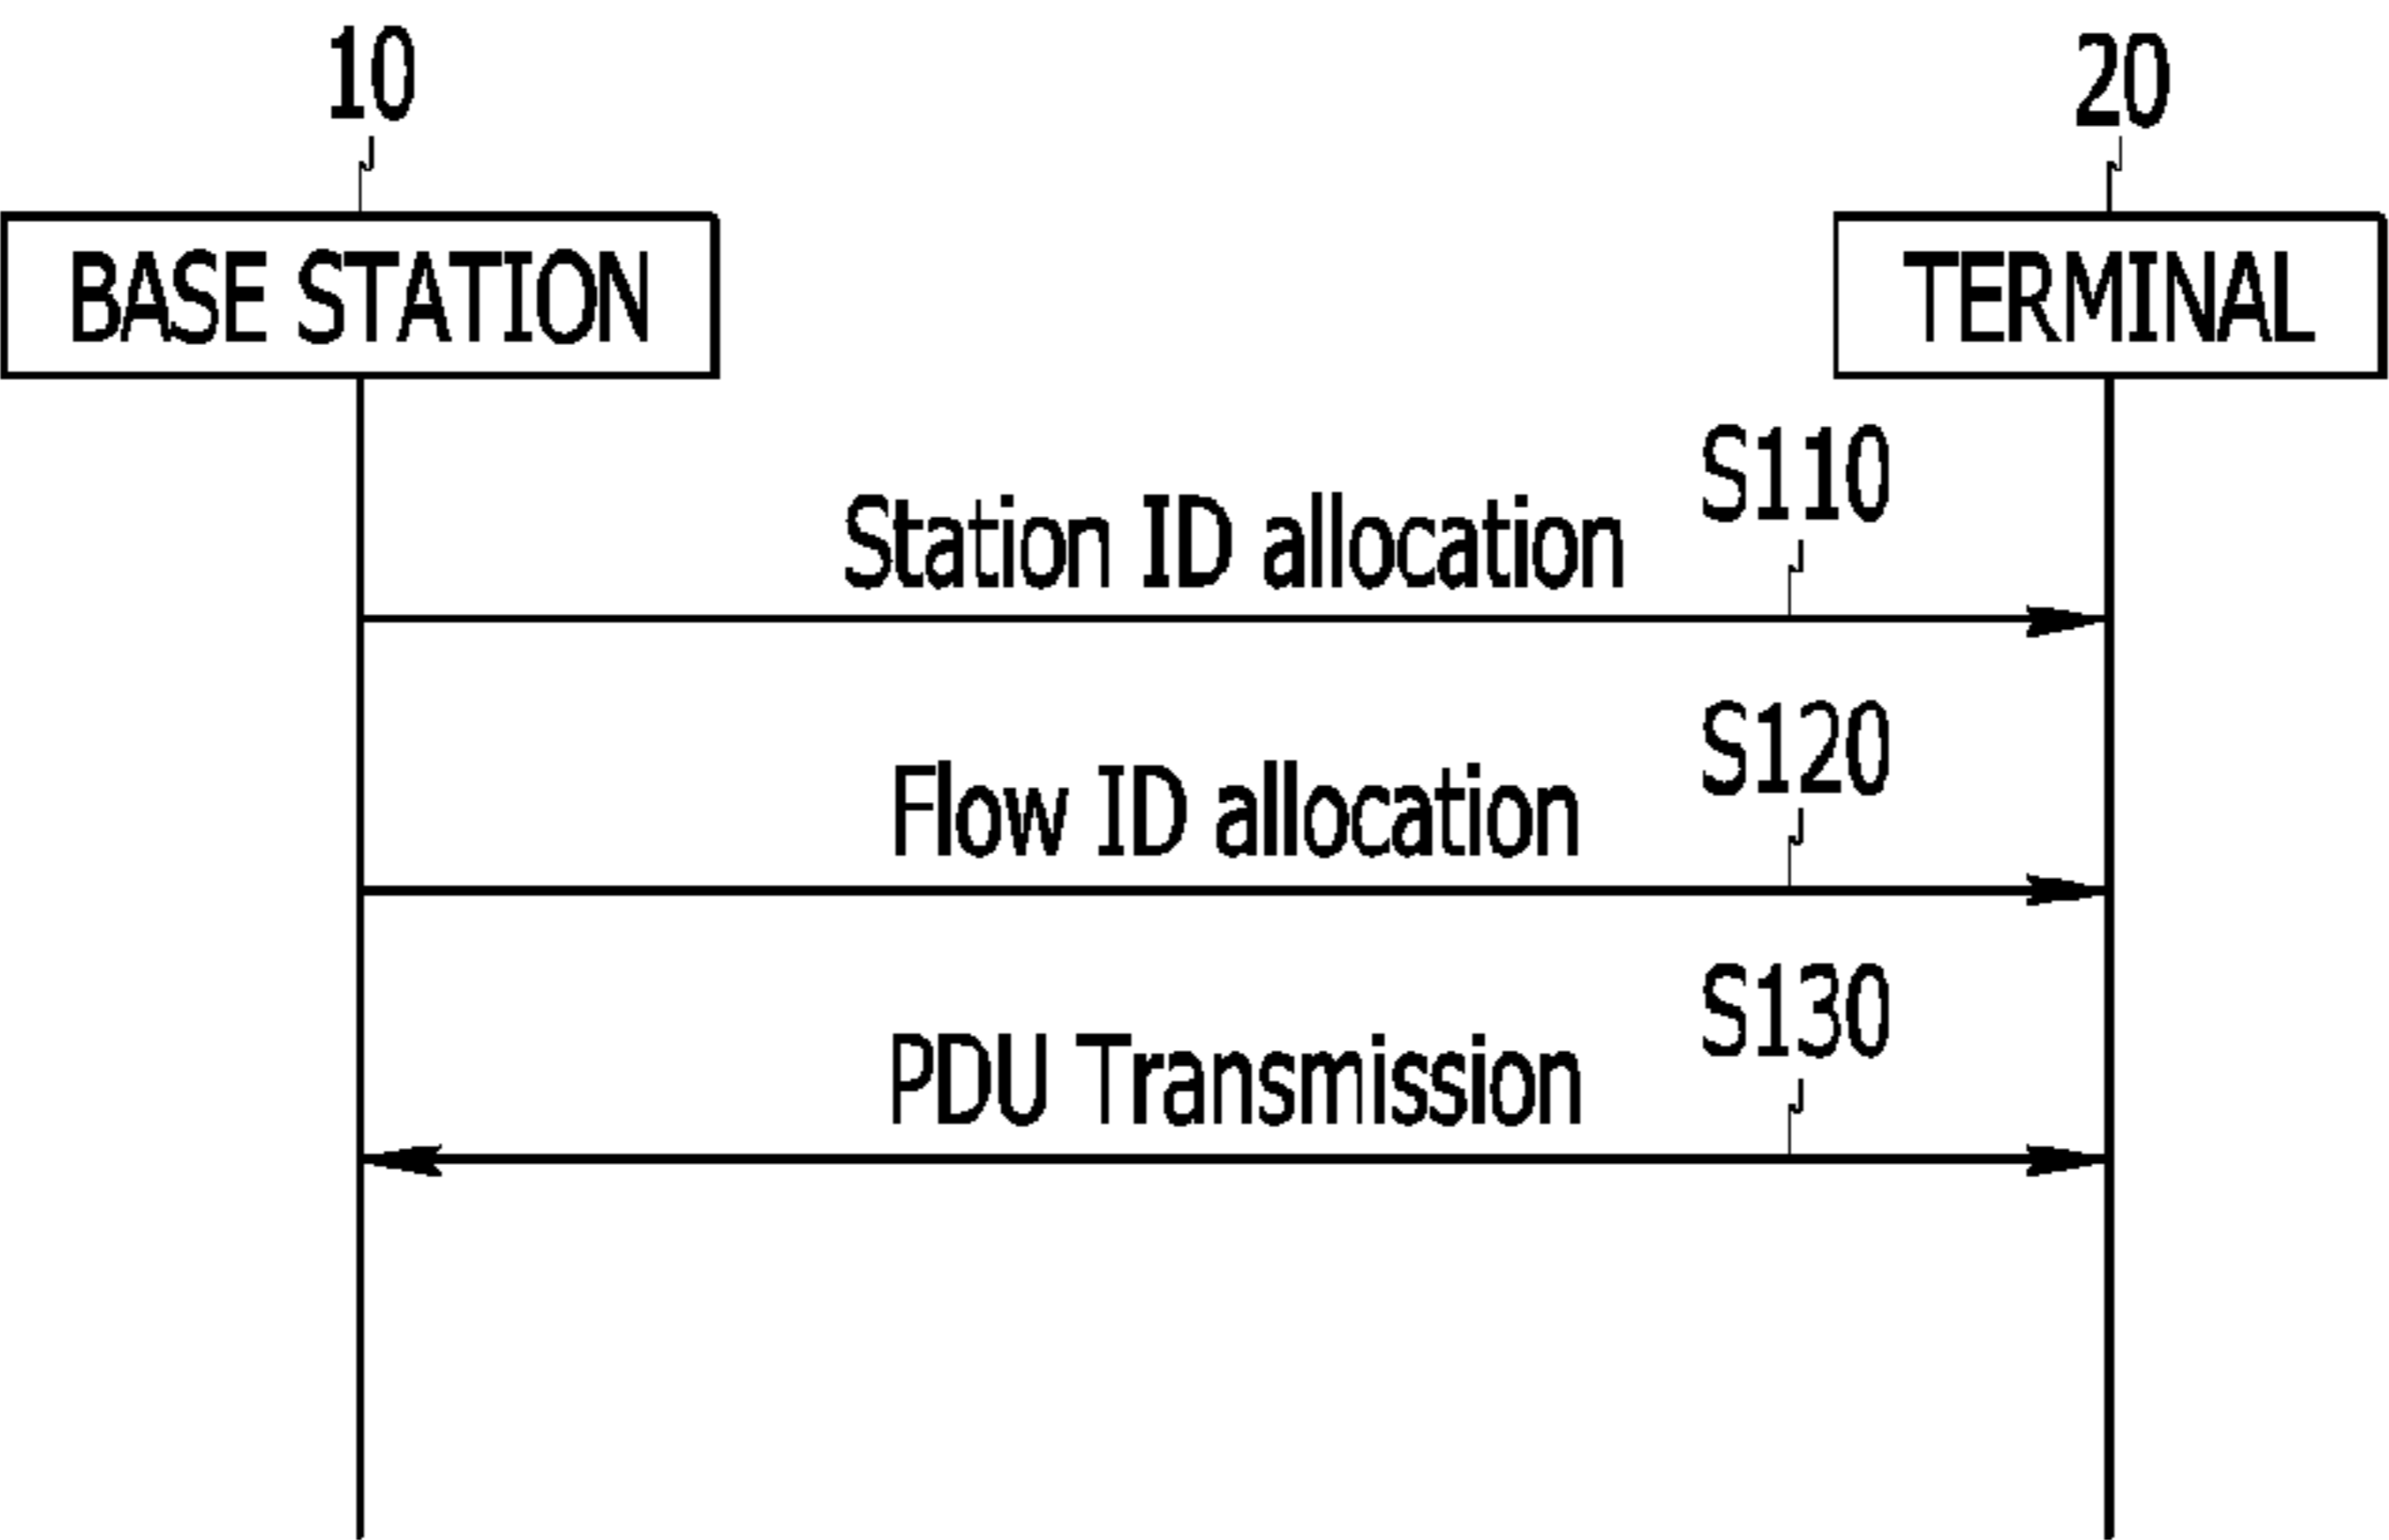 10
20
BASE STATION
TERMINAL
S110
Station ID allocation
S120
Flow ID allocation
S130
PDU Transmission